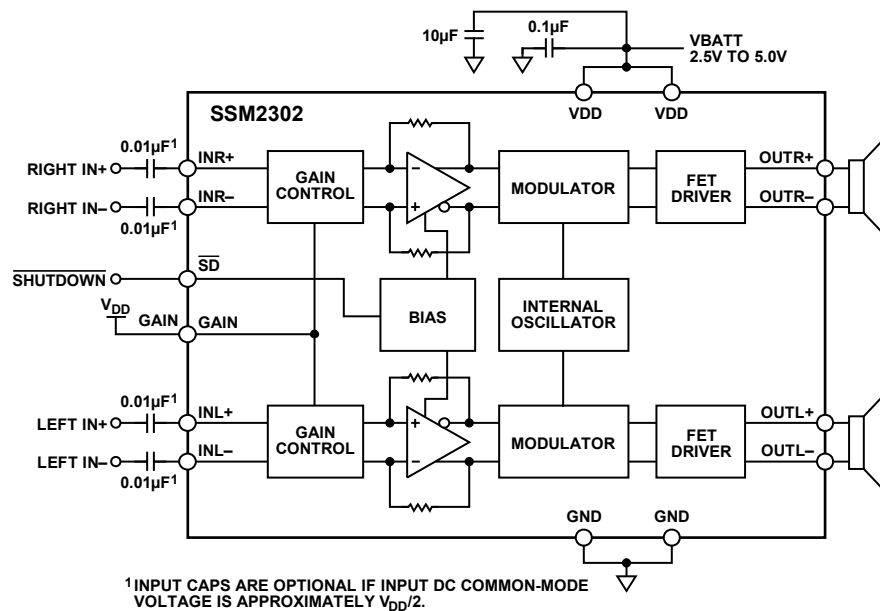 10µF
0.1µF
VBATT
2.5V TO 5.0V
SSM2302
VDD
VDD
0.01µF1
RIGHT IN+
INR+
GAIN
CONTROL
−
+
MODULATOR
FET
DRIVER
OUTR+
RIGHT IN–
INR–
0.01µF1
OUTR–
SHUTDOWN
SD
BIAS
INTERNAL
OSCILLATOR
VDD
GAIN
GAIN
0.01µF1
LEFT IN+
INL+
GAIN
CONTROL
+
−
MODULATOR
FET
DRIVER
OUTL+
LEFT IN–
INL–
0.01µF1
OUTL–
GND
GND
1 INPUT CAPS ARE OPTIONAL IF INPUT DC COMMON-MODE
VOLTAGE IS APPROXIMATELY VDD/2.